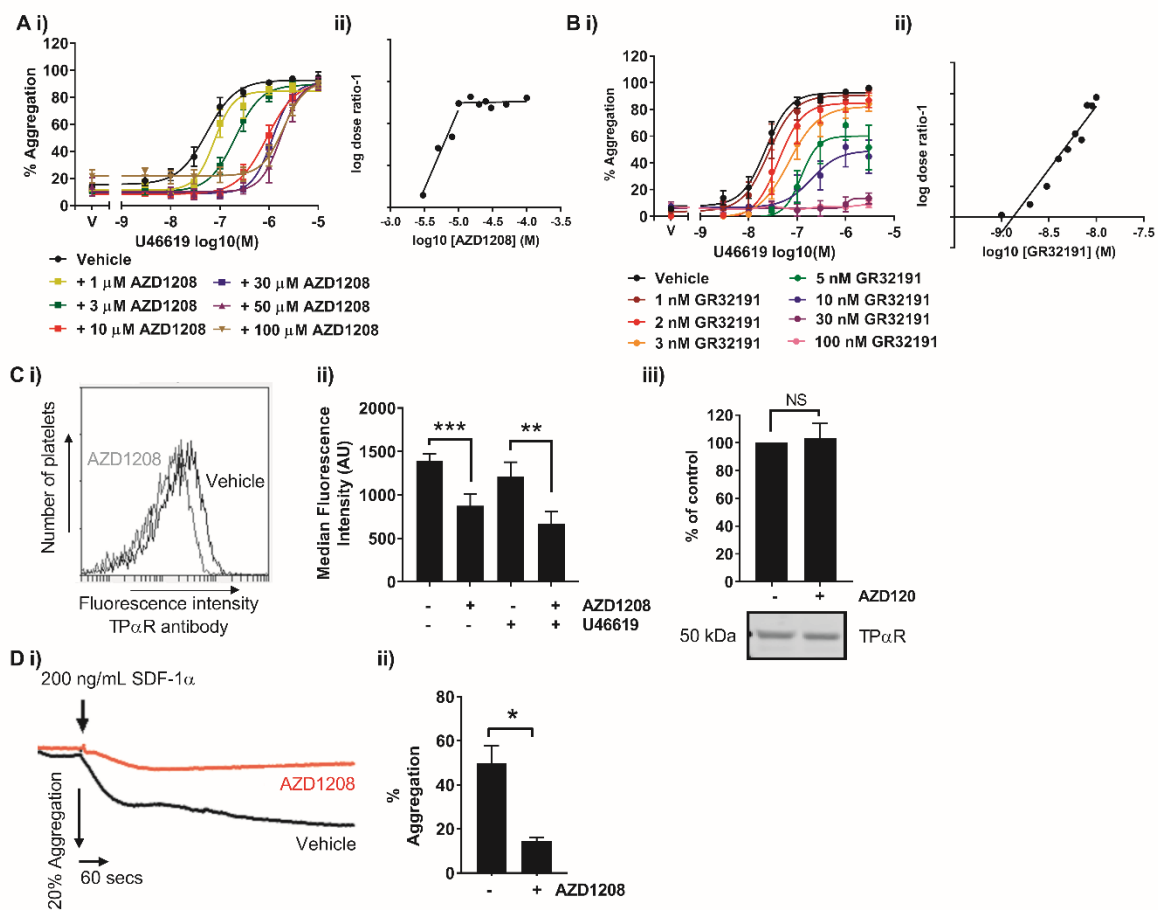 A i)
% Aggregation
100
80
60
40
20
0
V
-9
-8
-7
-6
-5
U46619 log10(M)
Vehicle
+ 1 μM AZD1208
+ 3 μM AZD1208
+ 10 μM AZD1208
+ 30 μM AZD1208
+ 50 μM AZD1208
+ 100 μM AZD1208
ii)
log dose ratio-1
-3.0
-5.5
-5.0
-4.5
-4.0
-3.5
log10 [AZD1208] (M)
B i)
% Aggregation
120
100
80
60
40
20
0
V
-9
-8
-7
-6
-5
U46619 log10(M)
Vehicle
1 nM GR32191
2 nM GR32191
3 nM GR32191
5 nM GR32191
10 nM GR32191
30 nM GR32191
100 nM GR32191
ii)
log dose ratio-1
-9.5
-9.0
-8.5
-8.0
-7.5
log10 [GR32191] (M)
C i)
Number of platelets
AZD1208
Vehicle
Fluorescence intensity
TPαR antibody
ii)
Median Fluorescence
Intensity (AU)
2000
1500
1000
500
0
***
**
- + - + AZD1208
- - + + U46619
iii)
% of control
120
100
80
60
40
20
0
NS
- + AZD120
50 kDa
TPαR
D i)
200 ng/mL SDF-1α
AZD1208
Vehicle
20% Aggregation
60 secs
ii)
%
Aggregation
80
60
40
20
0
*
- + AZD1208